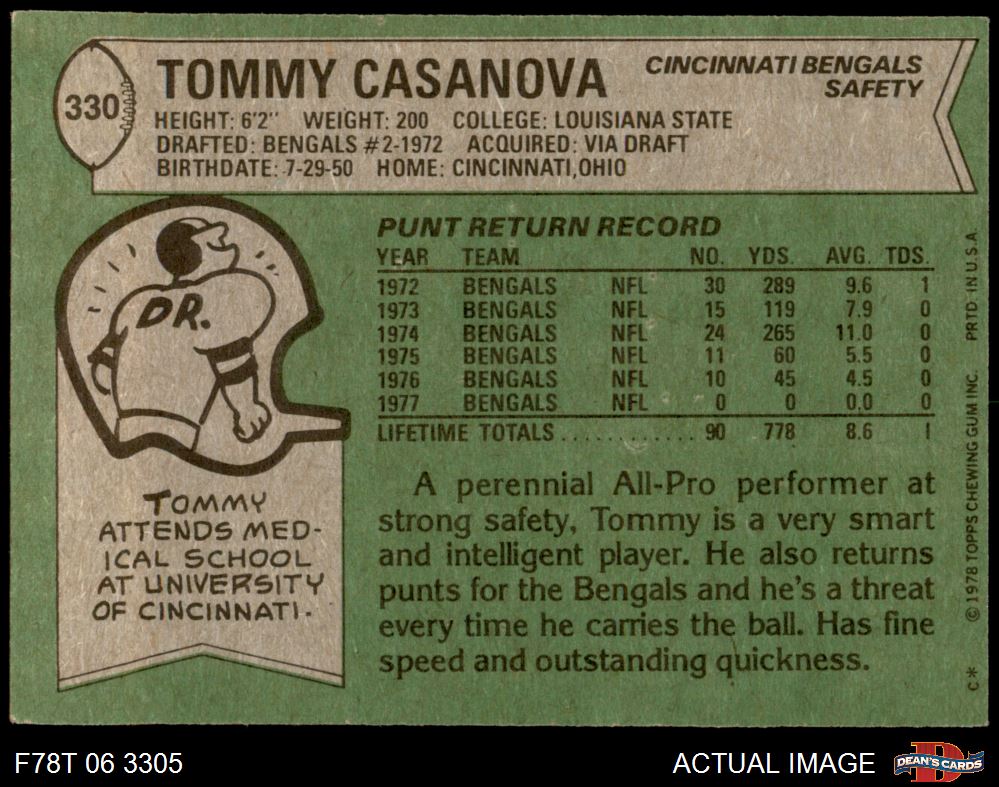 330
TOMMY CASANOVA
CINCINNATI BENGALS
SAFETY
HEIGHT: 6'2" WEIGHT: 200 COLLEGE: LOUISIANA STATE
DRAFTED: BENGALS #2-1972 ACQUIRED: VIA DRAFT
BIRTHDATE: 7-29-50 HOME: CINCINNATI, OHIO
DR.
TOMMY
ATTENDS MED-
ICAL SCHOOL
AT UNIVERSITY
OF CINCINNATI.
PUNT RETURN RECORD
YEAR TEAM NO. YDS. AVG. TDS.
1972 BENGALS NFL 30 289 9.6 1
1973 BENGALS NFL 15 119 7.9 0
1974 BENGALS NFL 24 265 11.0 0
1975 BENGALS NFL 11 60 5.5 0
1976 BENGALS NFL 10 45 4.5 0
1977 BENGALS NFL 0 0 0.0 0
LIFETIME TOTALS ............ 90 778 8.6 1
A perennial All-Pro performer at
strong safety, Tommy is a very smart
and intelligent player. He also returns
punts for the Bengals and he's a threat
every time he carries the ball. Has fine
speed and outstanding quickness.
C* ©1978 TOPPS CHEWING GUM INC. PRTD. IN U.S.A.
F78T 06 3305
ACTUAL IMAGE
D
DEAN'S CARDS